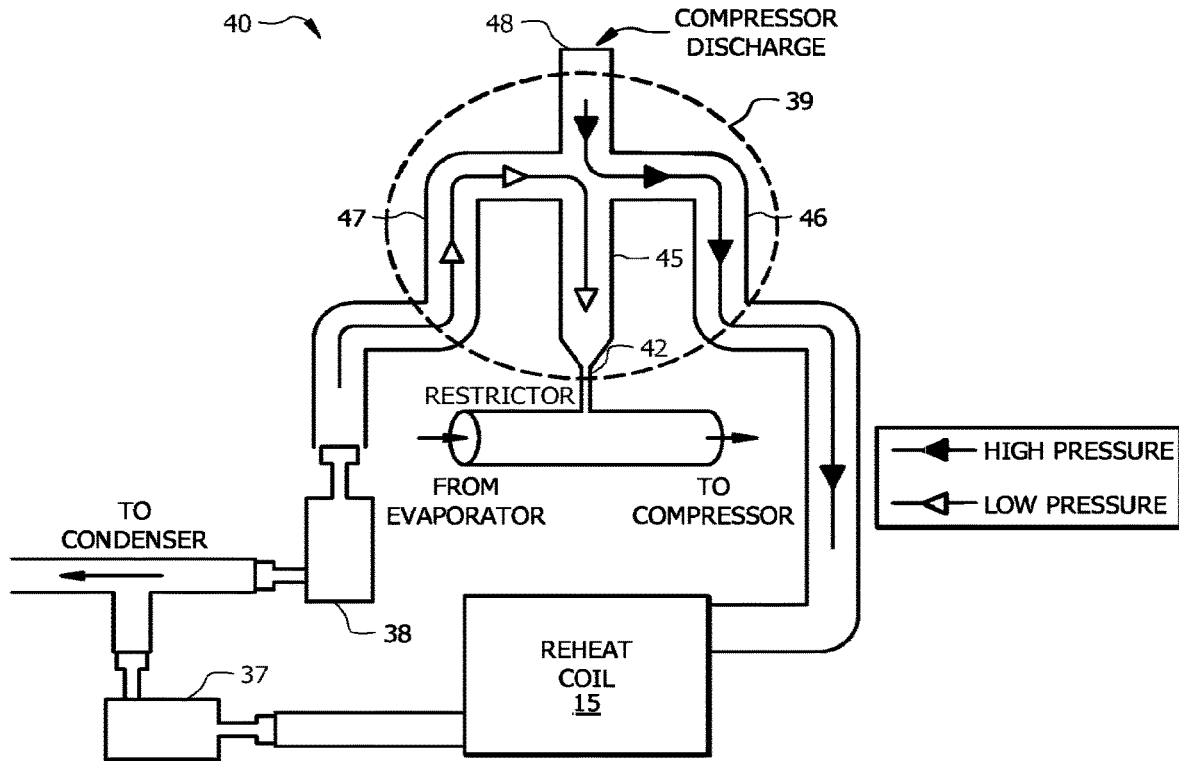 40
48
COMPRESSOR
DISCHARGE
39
47
46
45
42
RESTRICTOR
FROM
EVAPORATOR
TO
COMPRESSOR
HIGH PRESSURE
LOW PRESSURE
TO
CONDENSER
38
37
REHEAT
COIL
15